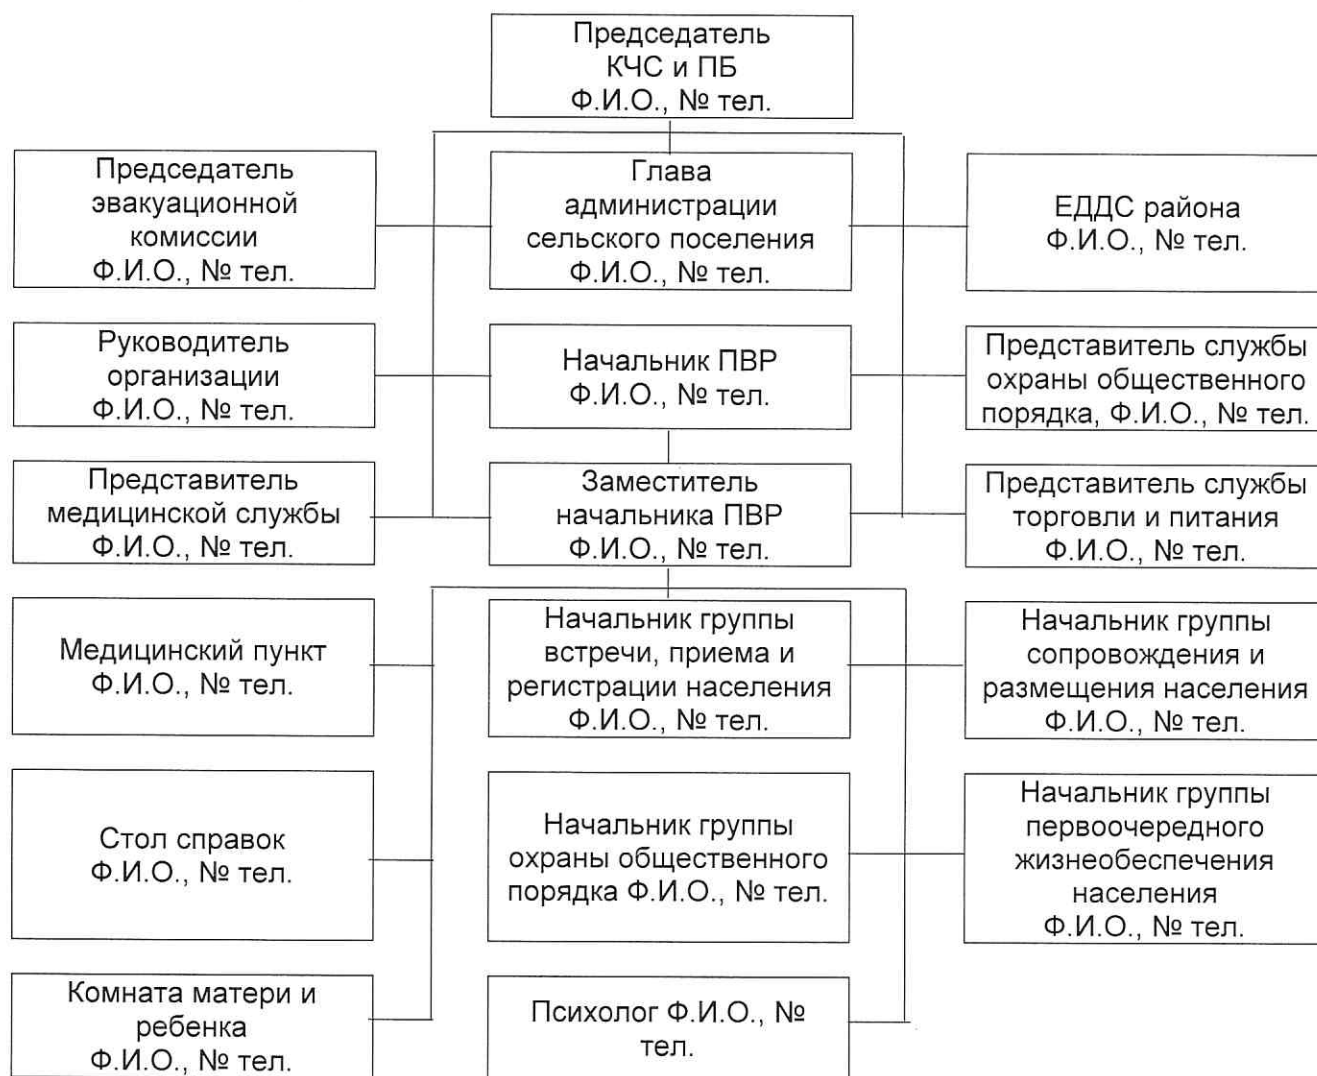 Председатель
КЧС и ПБ
Ф.И.О., № тел.
Председатель
эвакуационной
комиссии
Ф.И.О., № тел.
Глава
администрации
сельского поселения
Ф.И.О., № тел.
ЕДДС района
Ф.И.О., № тел.
Руководитель
организации
Ф.И.О., № тел.
Начальник ПВР
Ф.И.О., № тел.
Представитель службы
охраны общественного
порядка, Ф.И.О., № тел.
Представитель
медицинской службы
Ф.И.О., № тел.
Заместитель
начальника ПВР
Ф.И.О., № тел.
Представитель службы
торговли и питания
Ф.И.О., № тел.
Медицинский пункт
Ф.И.О., № тел.
Начальник группы
встречи, приема и
регистрации населения
Ф.И.О., № тел.
Начальник группы
сопровождения и
размещения населения
Ф.И.О., № тел.
Стол справок
Ф.И.О., № тел.
Начальник группы
охраны общественного
порядка Ф.И.О., № тел.
Начальник группы
первоочередного
жизнеобеспечения
населения
Ф.И.О., № тел.
Комната матери и
ребенка
Ф.И.О., № тел.
Психолог Ф.И.О., №
тел.